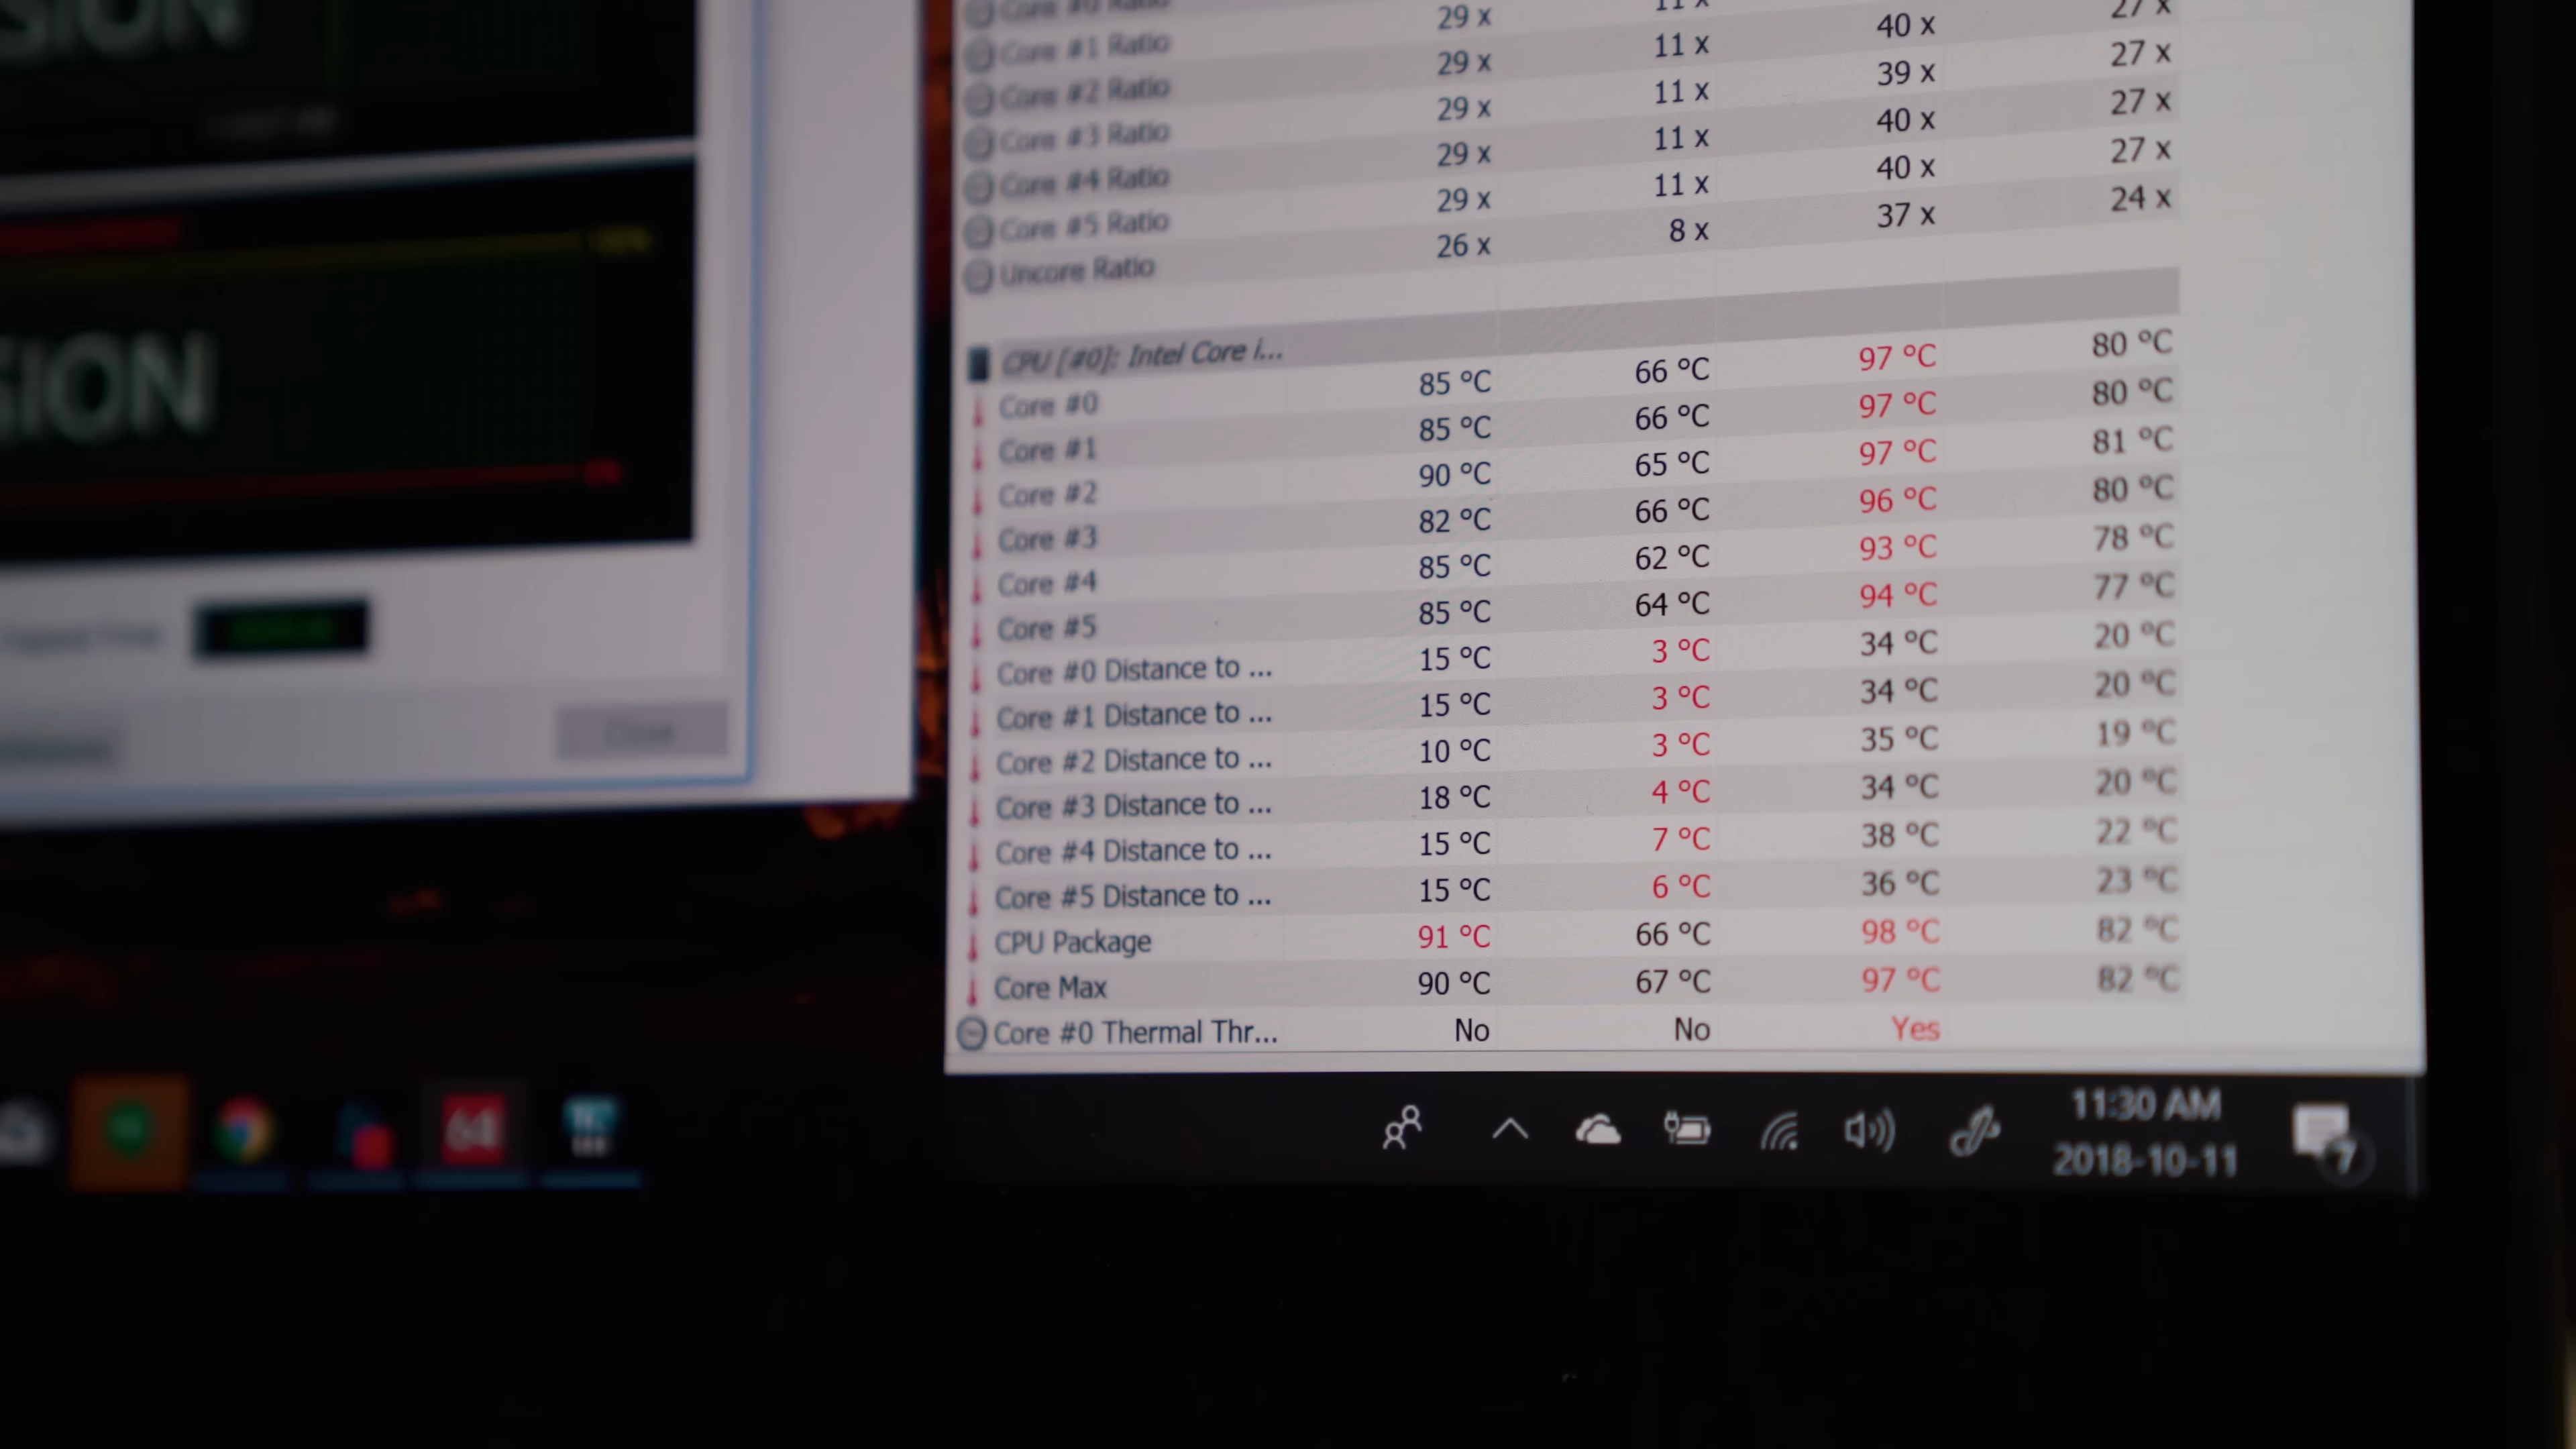 SION
Core #0 Ratio 29 x 11 x
Core #1 Ratio 29 x 11 x 40 x 27 x
Core #2 Ratio 29 x 11 x 39 x 27 x
Core #3 Ratio 29 x 11 x 40 x 27 x
Core #4 Ratio 29 x 11 x 40 x 27 x
Core #5 Ratio 26 x 8 x 37 x 24 x
Uncore Ratio
SION
CPU [#0]: Intel Core i...
Core #0 85 °C 66 °C 97 °C 80 °C
Core #1 85 °C 66 °C 97 °C 80 °C
Core #2 90 °C 65 °C 97 °C 81 °C
Core #3 82 °C 66 °C 96 °C 80 °C
Core #4 85 °C 62 °C 93 °C 78 °C
Core #5 85 °C 64 °C 94 °C 77 °C
Core #0 Distance to ... 15 °C 3 °C 34 °C 20 °C
Core #1 Distance to ... 15 °C 3 °C 34 °C 20 °C
Core #2 Distance to ... 10 °C 3 °C 35 °C 19 °C
Core #3 Distance to ... 18 °C 4 °C 34 °C 20 °C
Core #4 Distance to ... 15 °C 7 °C 38 °C 22 °C
Core #5 Distance to ... 15 °C 6 °C 36 °C 23 °C
CPU Package 91 °C 66 °C 98 °C 82 °C
Core Max 90 °C 67 °C 97 °C 82 °C
Core #0 Thermal Thr... No No Yes
Close
64
11:30 AM
2018-10-11
7